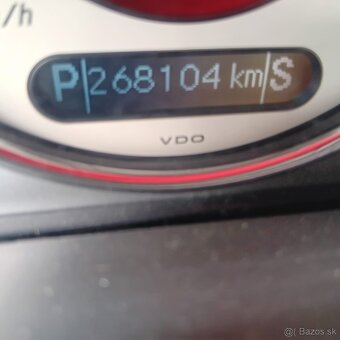 /h
P|268104 km|S
VDO
@ Bazos.sk